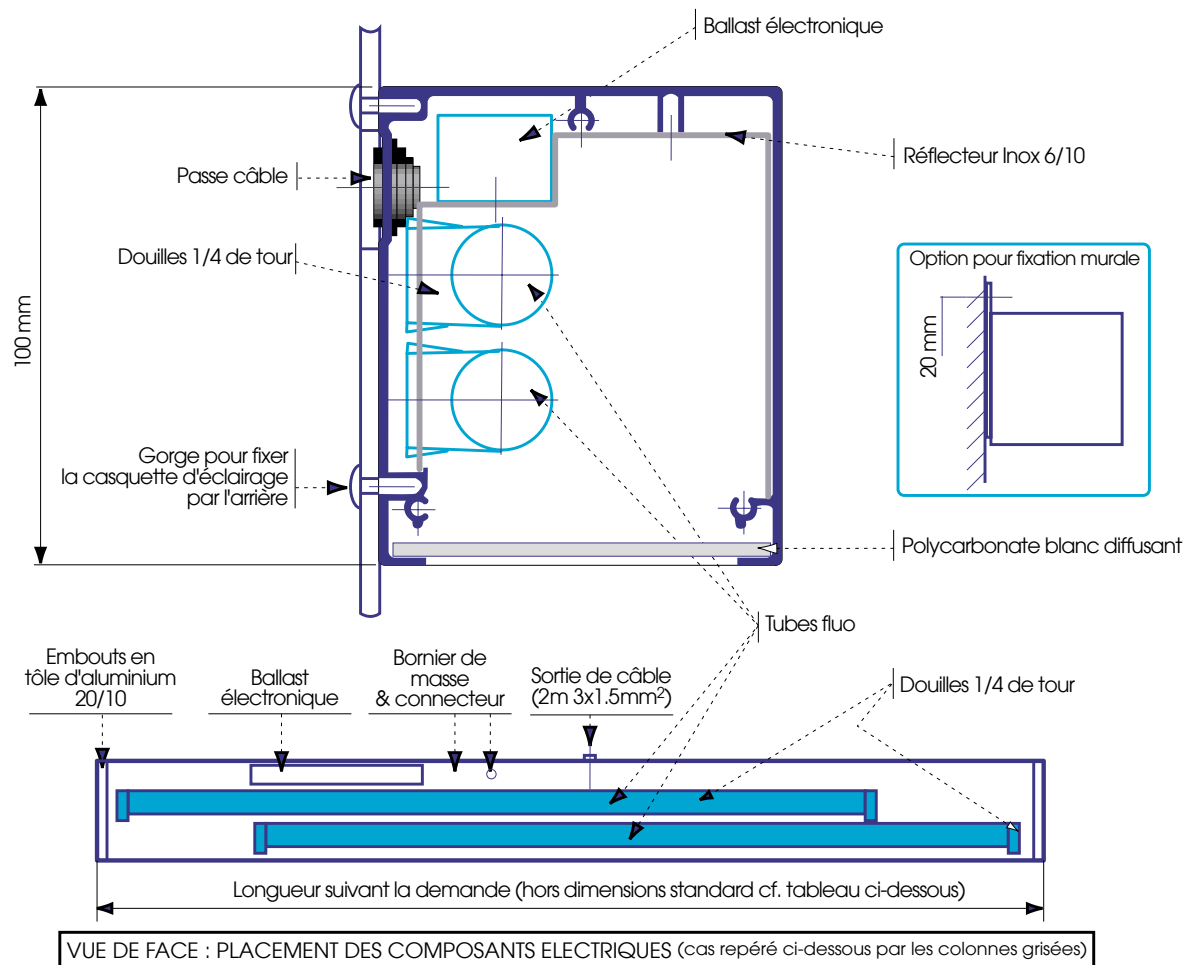 Ballast électronique
Réflecteur Inox 6/10
Passe câble
Douilles 1/4 de tour
Option pour fixation murale
20 mm
100 mm
Gorge pour fixer
la casquette d'éclairage
par l'arrière
Polycarbonate blanc diffusant
Tubes fluo
Embouts en
tôle d'aluminium
20/10
Ballast
électronique
Bornier de
masse
& connecteur
Sortie de câble
(2m 3x1.5mm²)
Douilles 1/4 de tour
Longueur suivant la demande (hors dimensions standard cf. tableau ci-dessous)
VUE DE FACE : PLACEMENT DES COMPOSANTS ELECTRIQUES (cas repéré ci-dessous par les colonnes grisées)